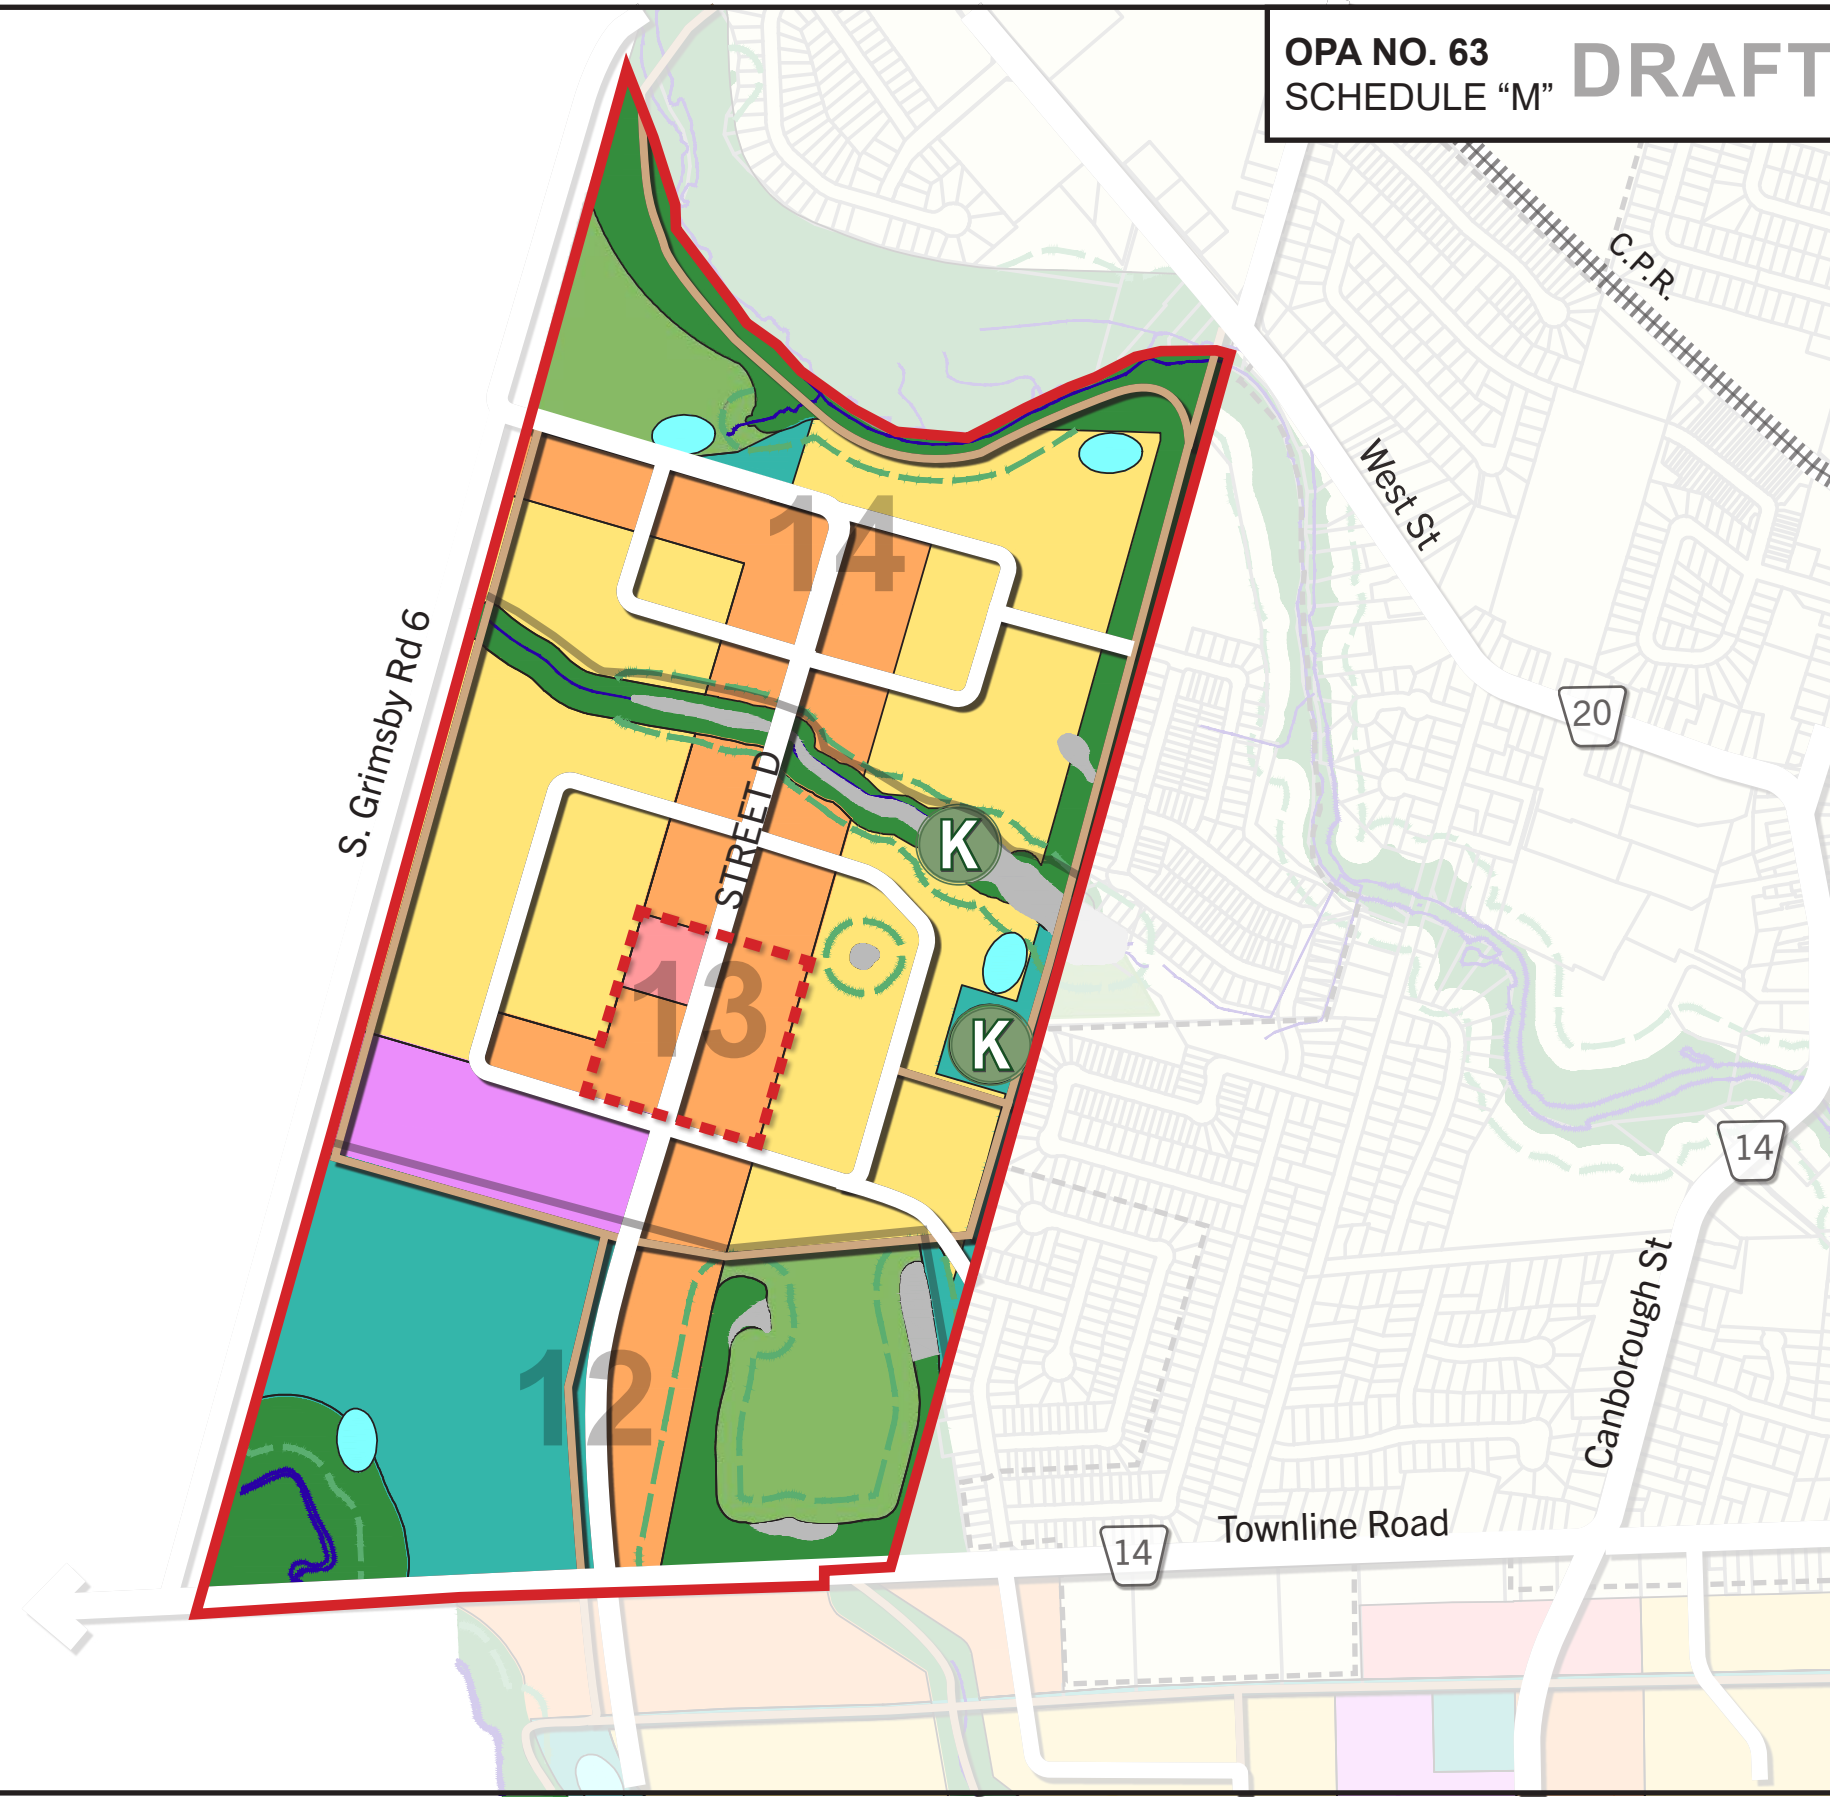 OPA NO. 63
SCHEDULE “M”
DRAFT
C.P.R.
West St
20
14
S. Grimsby Rd 6
STREET D
K
13
K
14
Canborough St
12
14
Townline Road